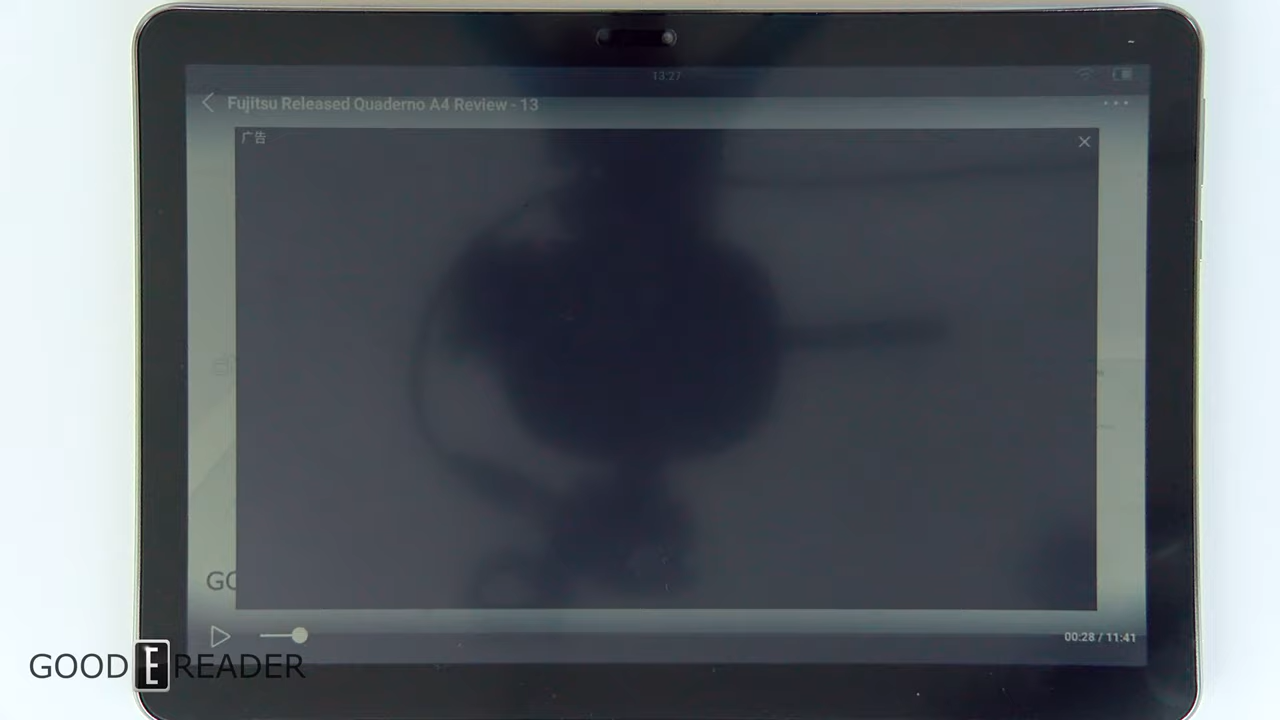 13:27
Fujitsu Released Quaderno A4 Review - 13
广告
GO
00:28 / 11:41
GOOD E READER